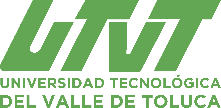 UTVT
UNIVERSIDAD TECNOLÓGICA
DEL VALLE DE TOLUCA